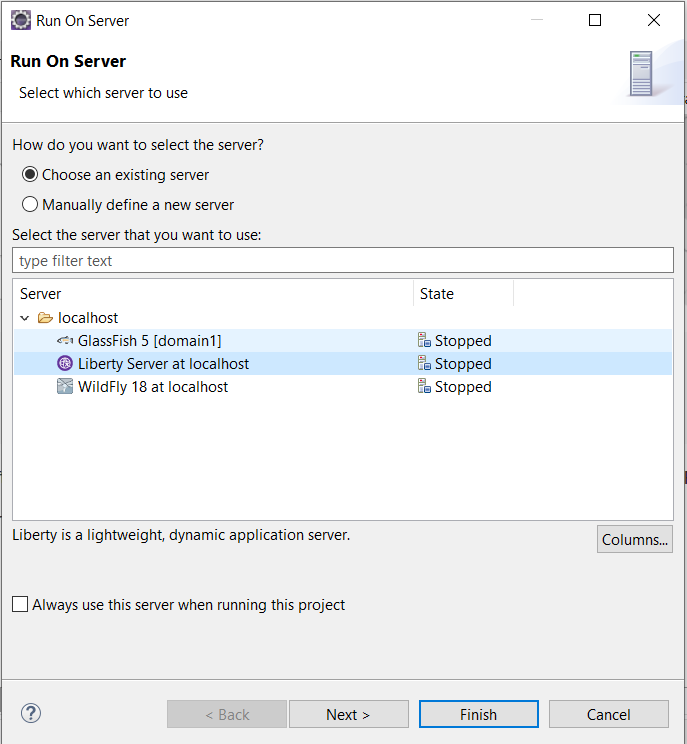 Run On Server
Run On Server
Select which server to use
How do you want to select the server?
Choose an existing server
Manually define a new server
Select the server that you want to use:
type filter text
Server State
localhost
GlassFish 5 [domain1] Stopped
Liberty Server at localhost Stopped
WildFly 18 at localhost Stopped
Liberty is a lightweight, dynamic application server.
Columns...
Always use this server when running this project
? < Back Next > Finish Cancel